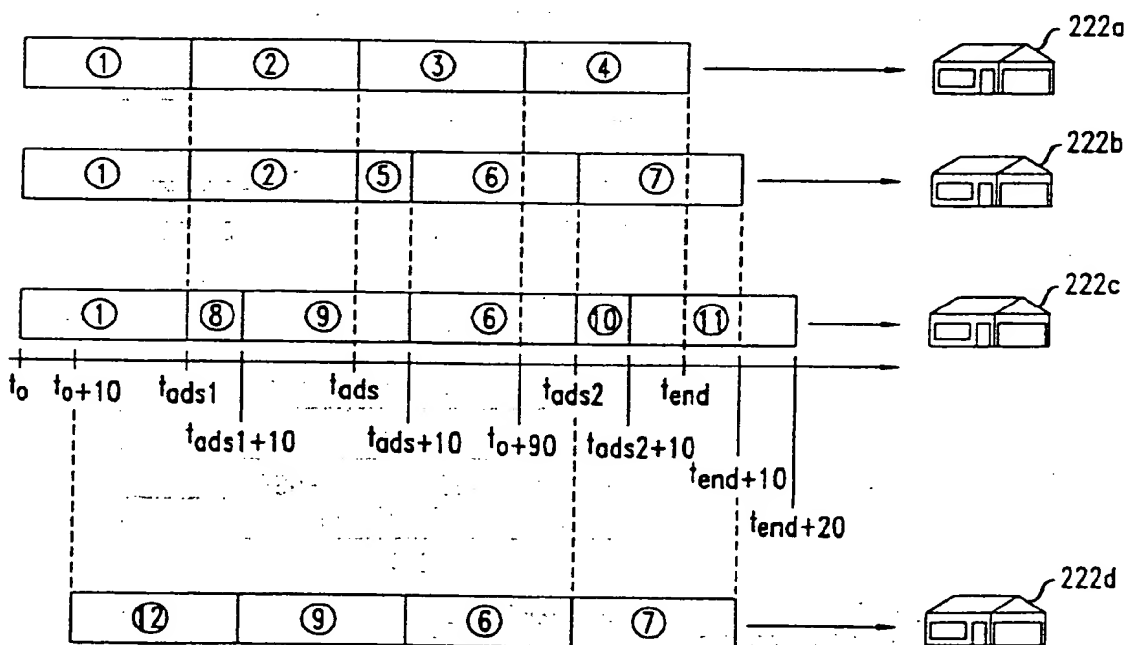 ① ② ③ ④ 222a
① ② ⑤ ⑥ ⑦ 222b
① ⑧ ⑨ ⑥ ⑩ ⑪ 222c
to to+10 tads1 tads tads2 tend
tads1+10 tads+10 to+90 tads2+10
tend+10
tend+20
⑫ ⑨ ⑥ ⑦ 222d